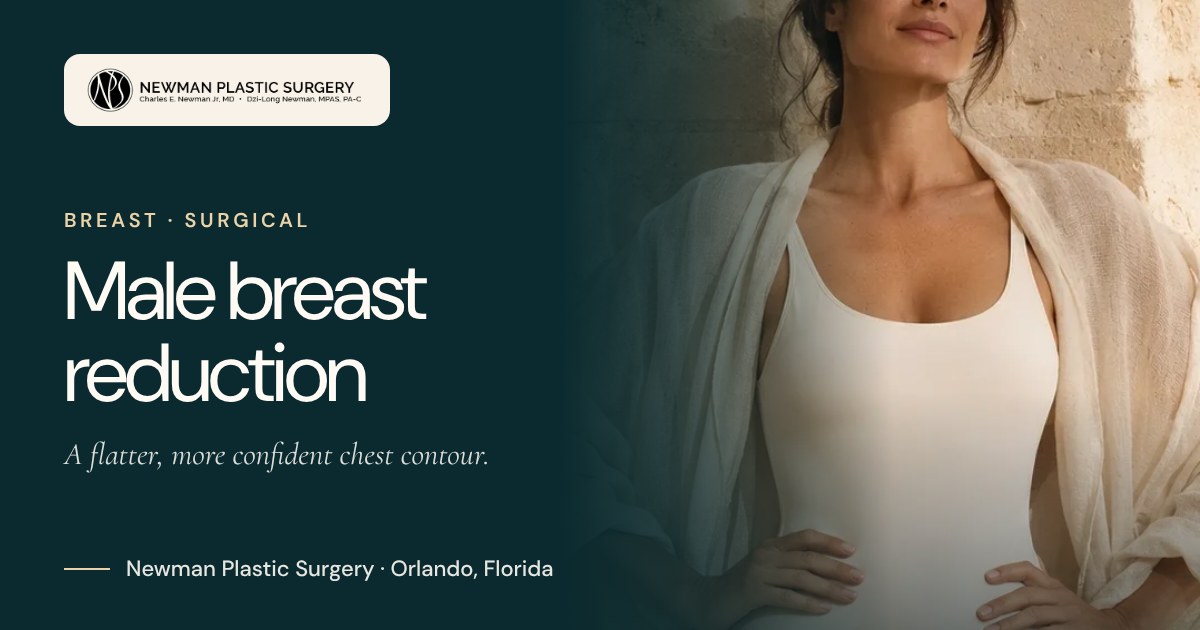 NPS
NEWMAN PLASTIC SURGERY
Charles E. Newman Jr, MD • Dzi-Long Newman, MPAS, PA-C
BREAST · SURGICAL
Male breast
reduction
A flatter, more confident chest contour.
Newman Plastic Surgery · Orlando, Florida